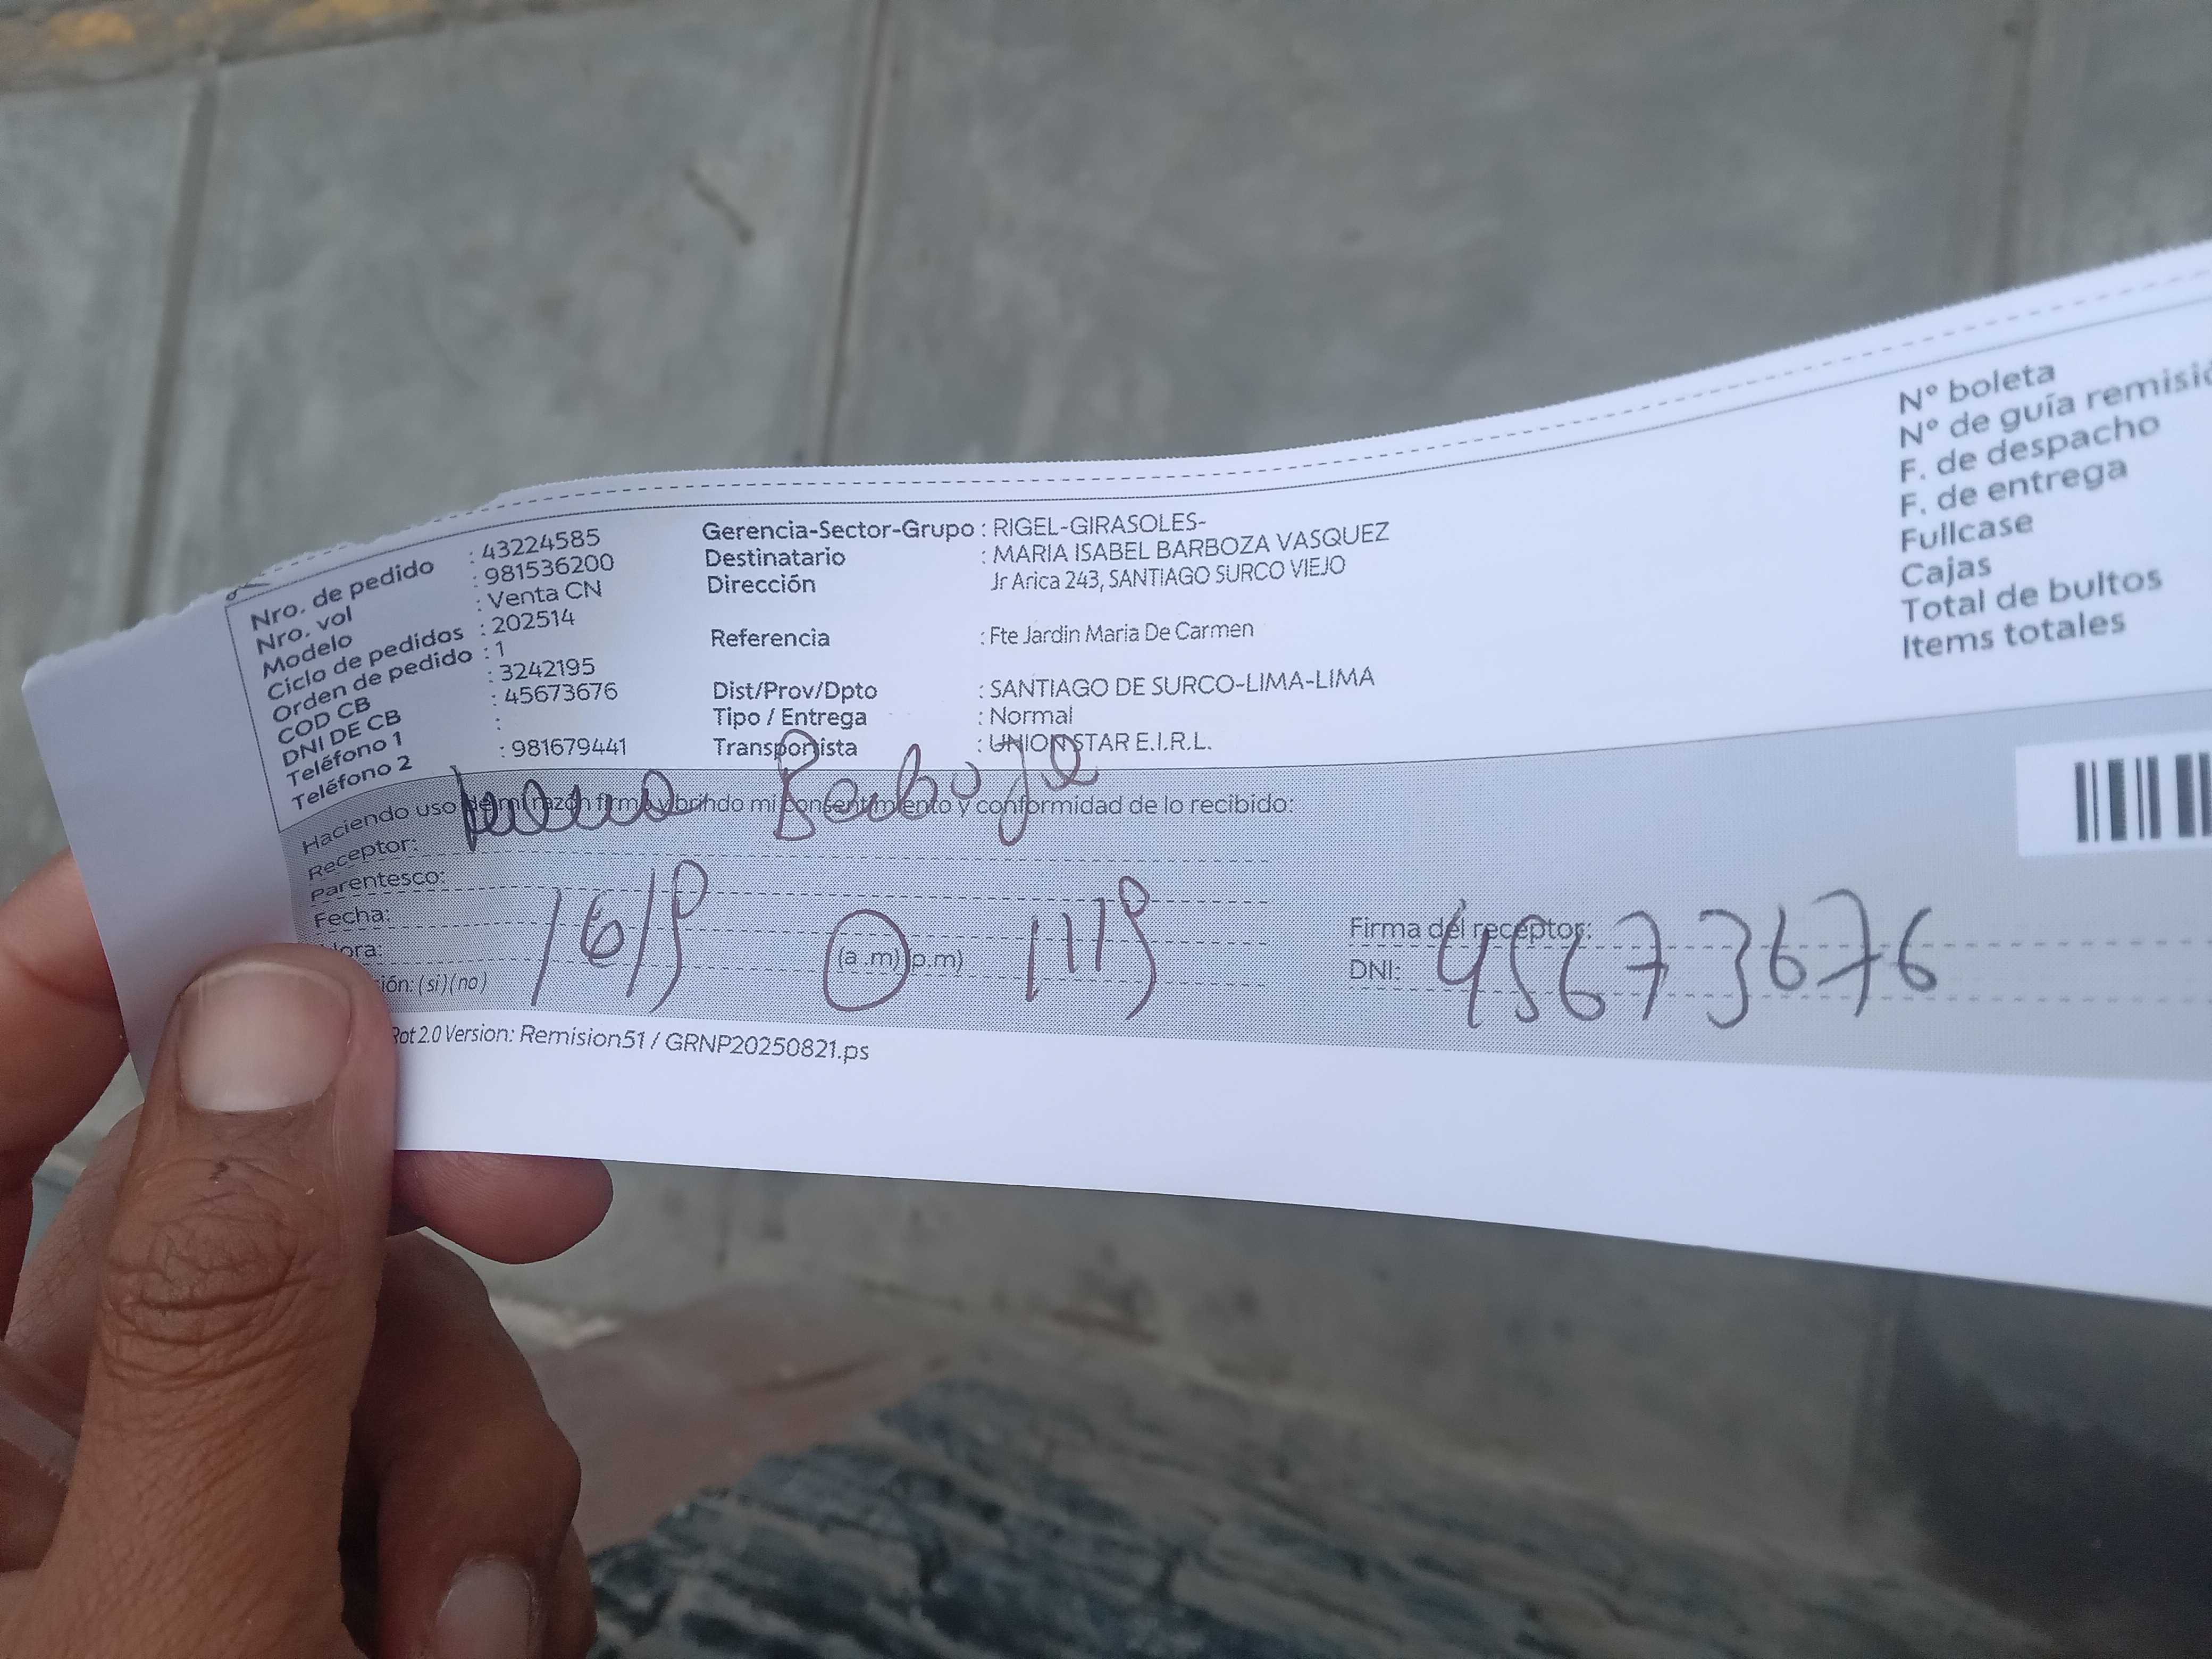 Nro. de pedido : 43224585
Nro. vol : 981536200
Modelo : Venta CN
Ciclo de pedidos : 202514
Orden de pedido : 1
COD CB : 3242195
DNI DE CB : 45673676
Teléfono 1 :
Teléfono 2 : 981679441
Gerencia-Sector-Grupo : RIGEL-GIRASOLES-
Destinatario : MARIA ISABEL BARBOZA VASQUEZ
Dirección Jr Arica 243, SANTIAGO SURCO VIEJO
Referencia : Fte Jardin Maria De Carmen
Dist/Prov/Dpto : SANTIAGO DE SURCO-LIMA-LIMA
Tipo / Entrega : Normal
Transportista : UNION STAR E.I.R.L.
N° boleta
N° de guía remisió
F. de despacho
F. de entrega
Fullcase
Cajas
Total de bultos
Items totales
Haciendo uso de mi razón firmo y brindo mi consentimiento y conformidad de lo recibido:
Receptor:
Parentesco:
Fecha:
Hora: (a .m) (p.m)
ión: (si)(no)
Firma del receptor:
DNI: 45673676
Rot 2.0 Version: Remision51 / GRNP20250821.ps